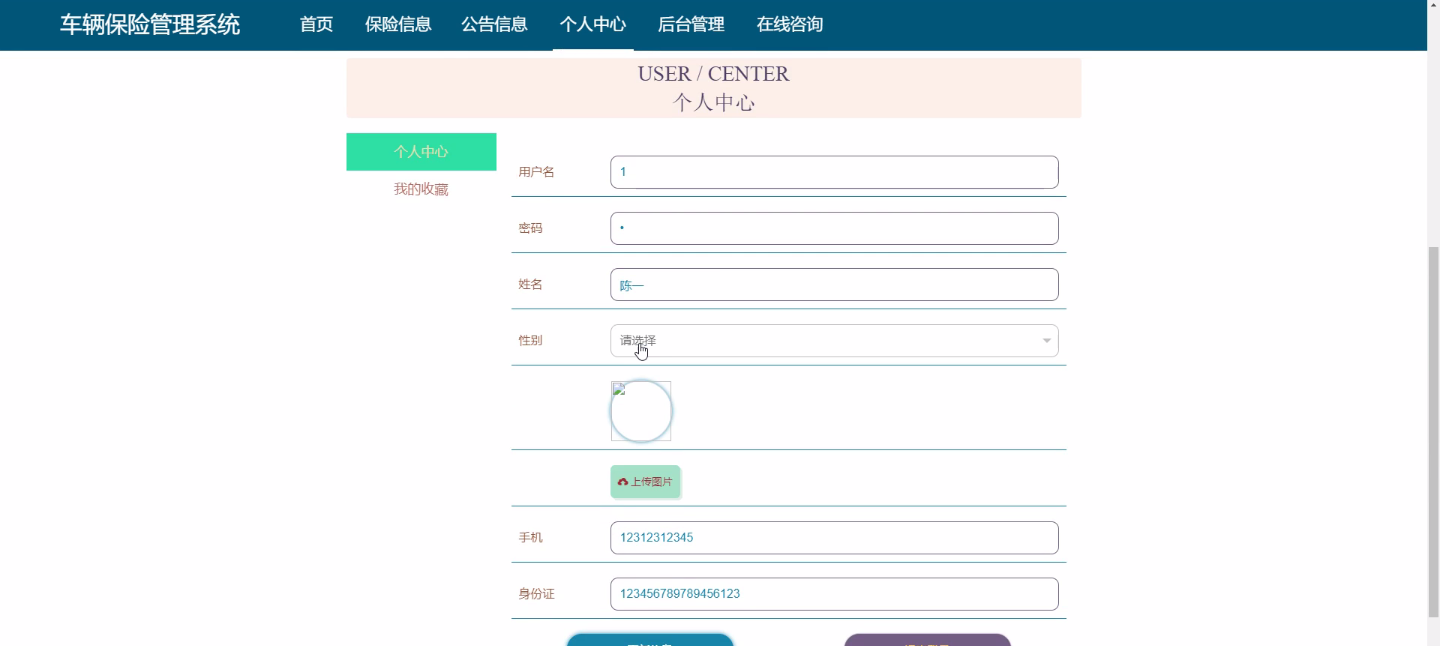 车辆保险管理系统 首页 保险信息 公告信息 个人中心 后台管理 在线咨询
USER / CENTER
个人中心
个人中心
我的收藏
用户名 1
密码 •
姓名 陈一
性别 请选择
上传图片
手机 12312312345
身份证 123456789789456123